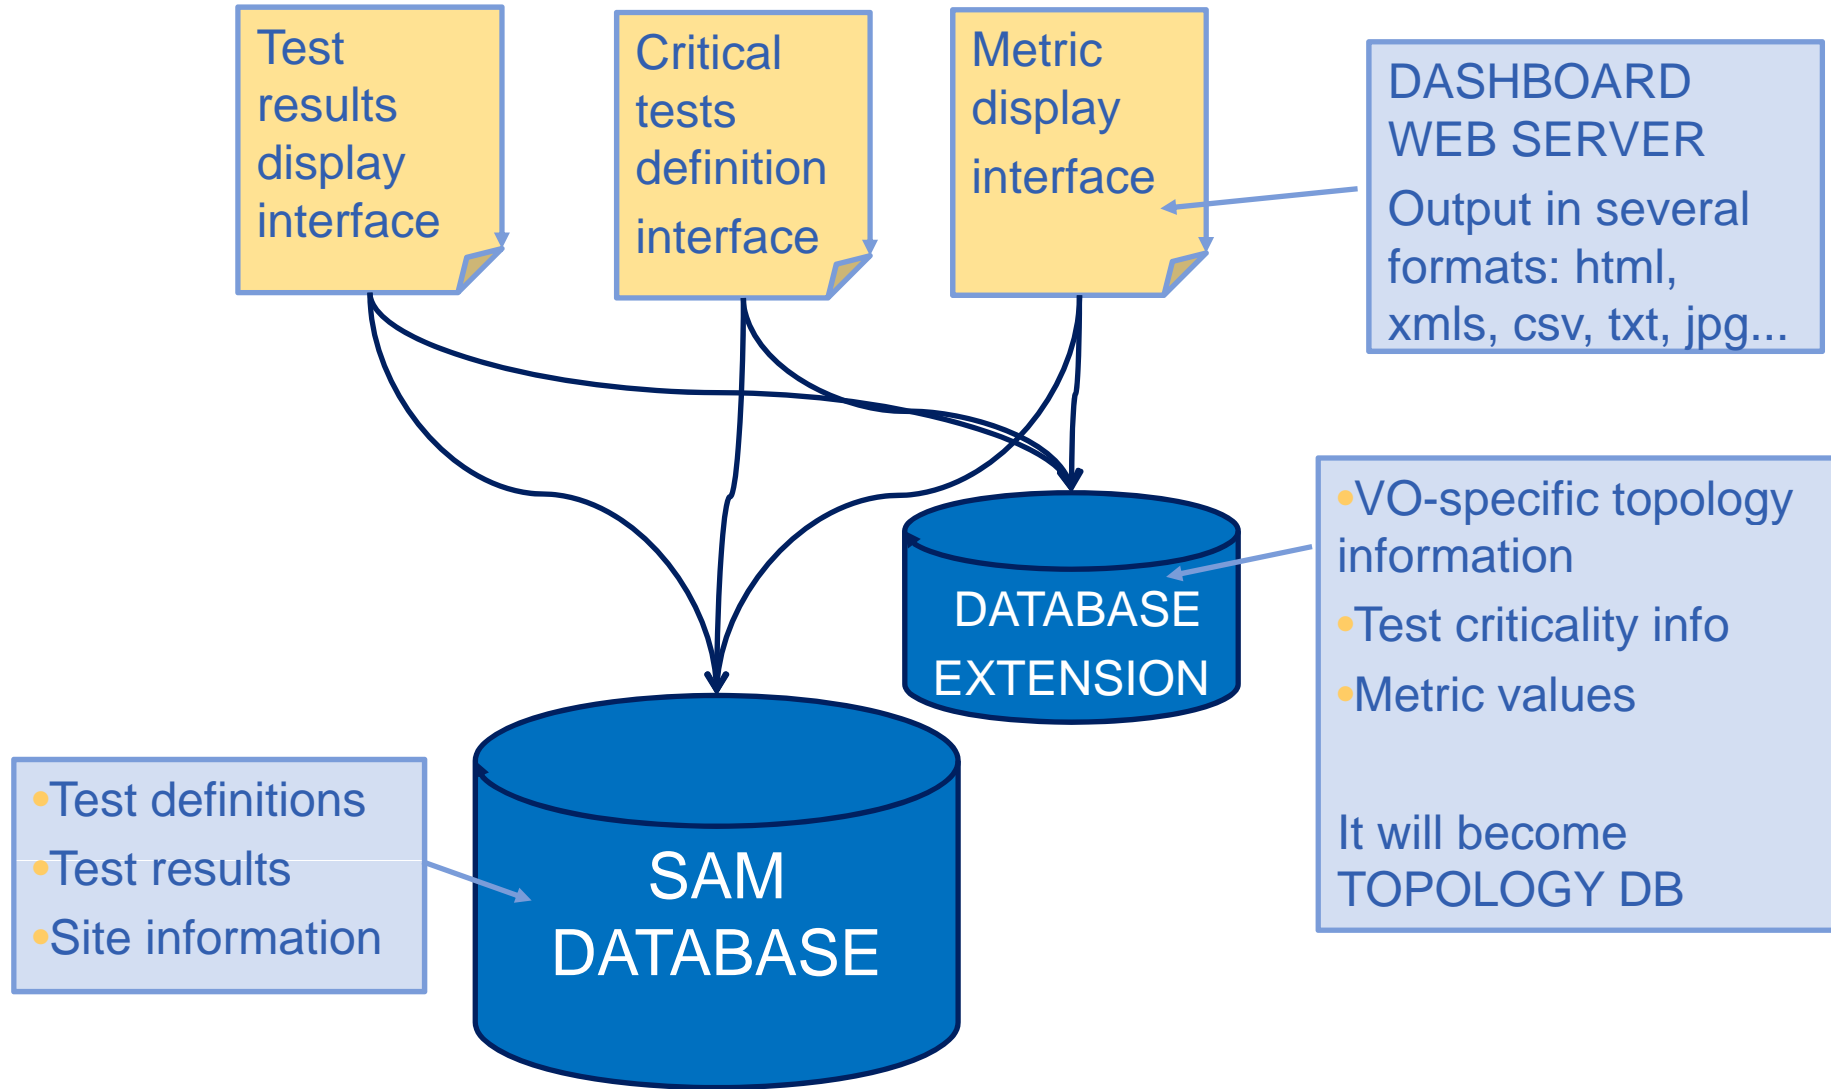 Test
results
display
interface
Critical
tests
definition
interface
Metric
display
interface
DASHBOARD
WEB SERVER
Output in several
formats: html,
xmls, csv, txt, jpg...
DATABASE
EXTENSION
•VO-specific topology
information
•Test criticality info
•Metric values
It will become
TOPOLOGY DB
•Test definitions
•Test results
•Site information
SAM
DATABASE